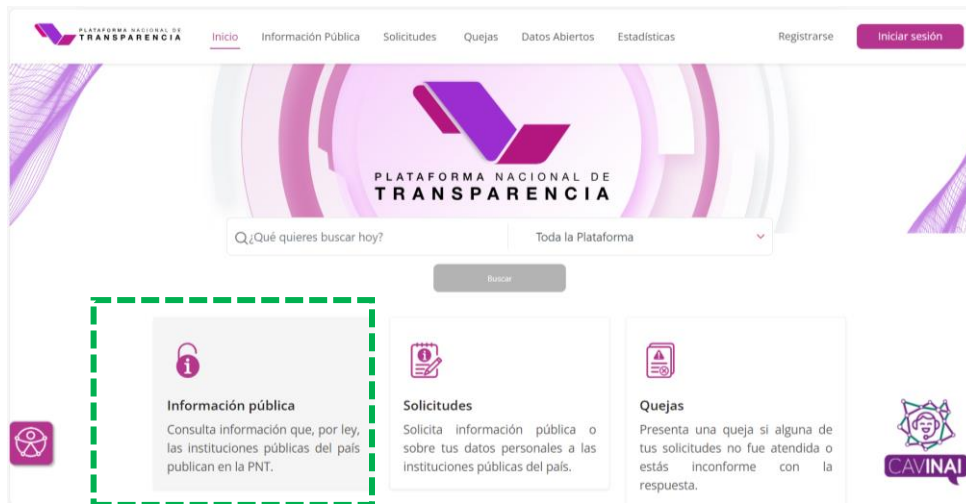 PLATAFORMA NACIONAL DE
TRANSPARENCIA
Inicio Información Pública Solicitudes Quejas Datos Abiertos Estadísticas Registrarse Iniciar sesión
PLATAFORMA NACIONAL DE
TRANSPARENCIA
¿Qué quieres buscar hoy? Toda la Plataforma
Buscar
Información pública
Consulta información que, por ley,
las instituciones públicas del país
publican en la PNT.
Solicitudes
Solicita información pública o
sobre tus datos personales a las
instituciones públicas del país.
Quejas
Presenta una queja si alguna de
tus solicitudes no fue atendida o
estás inconforme con la
respuesta.
CAVINAI